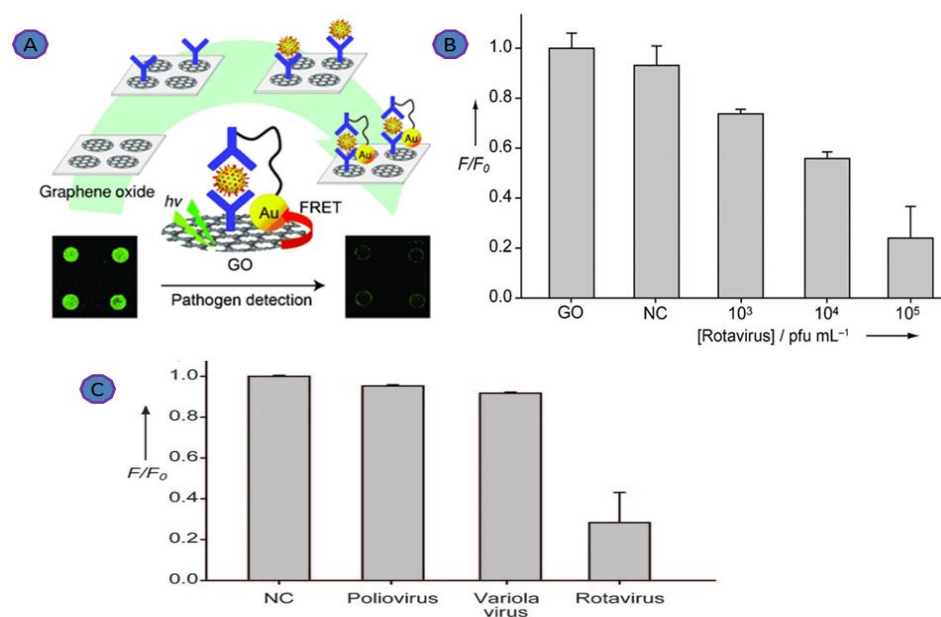 A
Graphene oxide
hν
Au
FRET
GO
Au
Au
Pathogen detection
B
F/F₀
1.0
0.8
0.6
0.4
0.2
0.0
GO NC 10³ 10⁴ 10⁵
[Rotavirus] / pfu mL⁻¹
C
F/F₀
1.0
0.8
0.6
0.4
0.2
0.0
NC Poliovirus Variola Rotavirus
virus